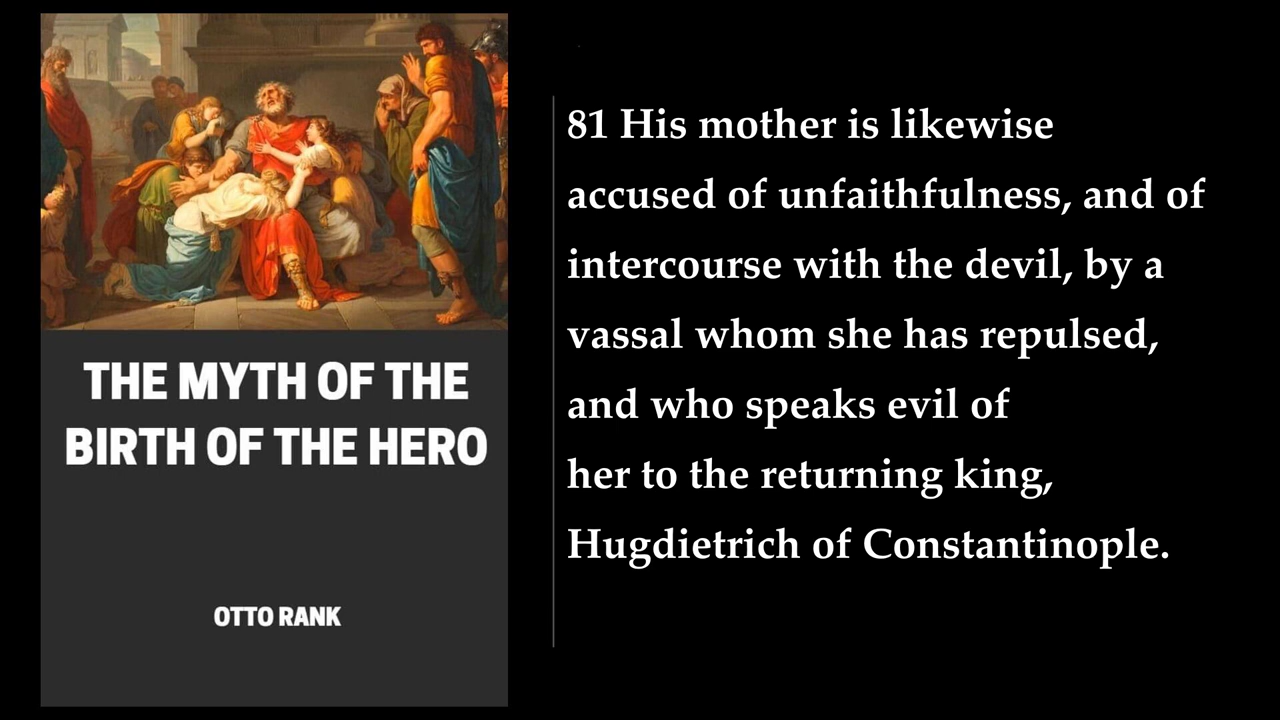 THE MYTH OF THE
BIRTH OF THE HERO
OTTO RANK
81 His mother is likewise
accused of unfaithfulness, and of
intercourse with the devil, by a
vassal whom she has repulsed,
and who speaks evil of
her to the returning king,
Hugdietrich of Constantinople.